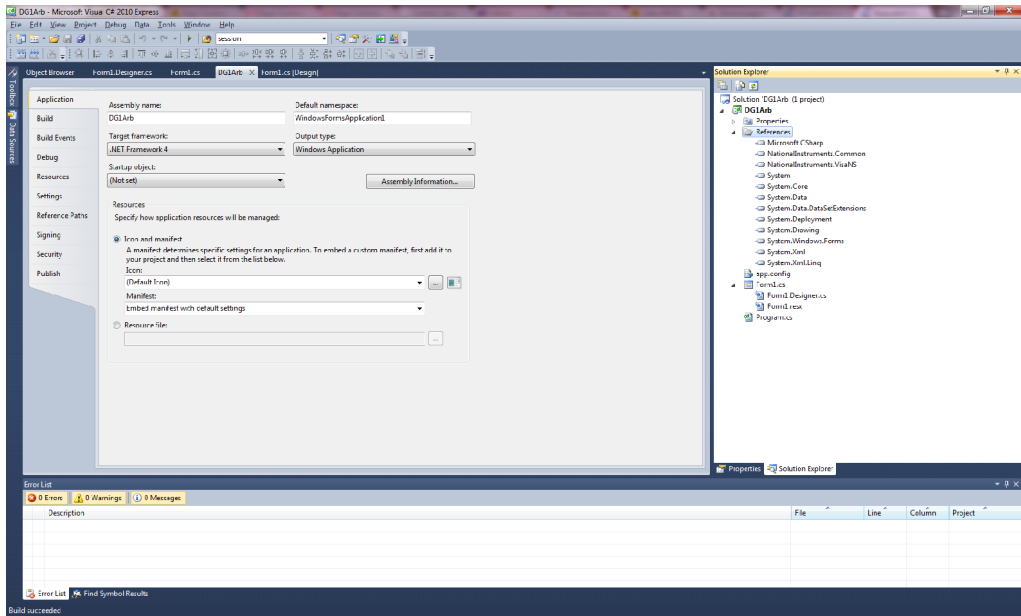 DG1Arb - Microsoft Visual C# 2010 Express
File Edit View Project Debug Data Tools Window Help
session
Toolbox
Data Sources
Object Browser Form1.Designer.cs Form1.cs DG1Arb X Form1.cs [Design]
Application
Build
Build Events
Debug
Resources
Settings
Reference Paths
Signing
Security
Publish
Assembly name:
DG1Arb
Default namespace:
WindowsFormsApplication1
Target framework:
.NET Framework 4
Output type:
Windows Application
Startup object:
(Not set)
Assembly Information...
Resources
Specify how application resources will be managed:
Icon and manifest
A manifest determines specific settings for an application. To embed a custom manifest, first add it to
your project and then select it from the list below.
Icon:
(Default Icon)
...
Manifest:
Embed manifest with default settings
Resource file:
...
Solution Explorer
Solution 'DG1Arb' (1 project)
DG1Arb
Properties
References
Microsoft.CSharp
NationalInstruments.Common
NationalInstruments.VisaNS
System
System.Core
System.Data
System.Data.DataSetExtensions
System.Deployment
System.Drawing
System.Windows.Forms
System.Xml
System.Xml.Linq
app.config
Form1.cs
Form1.Designer.cs
Form1.resx
Program.cs
Properties Solution Explorer
Error List
0 Errors 0 Warnings 0 Messages
Description File Line Column Project
Error List Find Symbol Results
Build succeeded